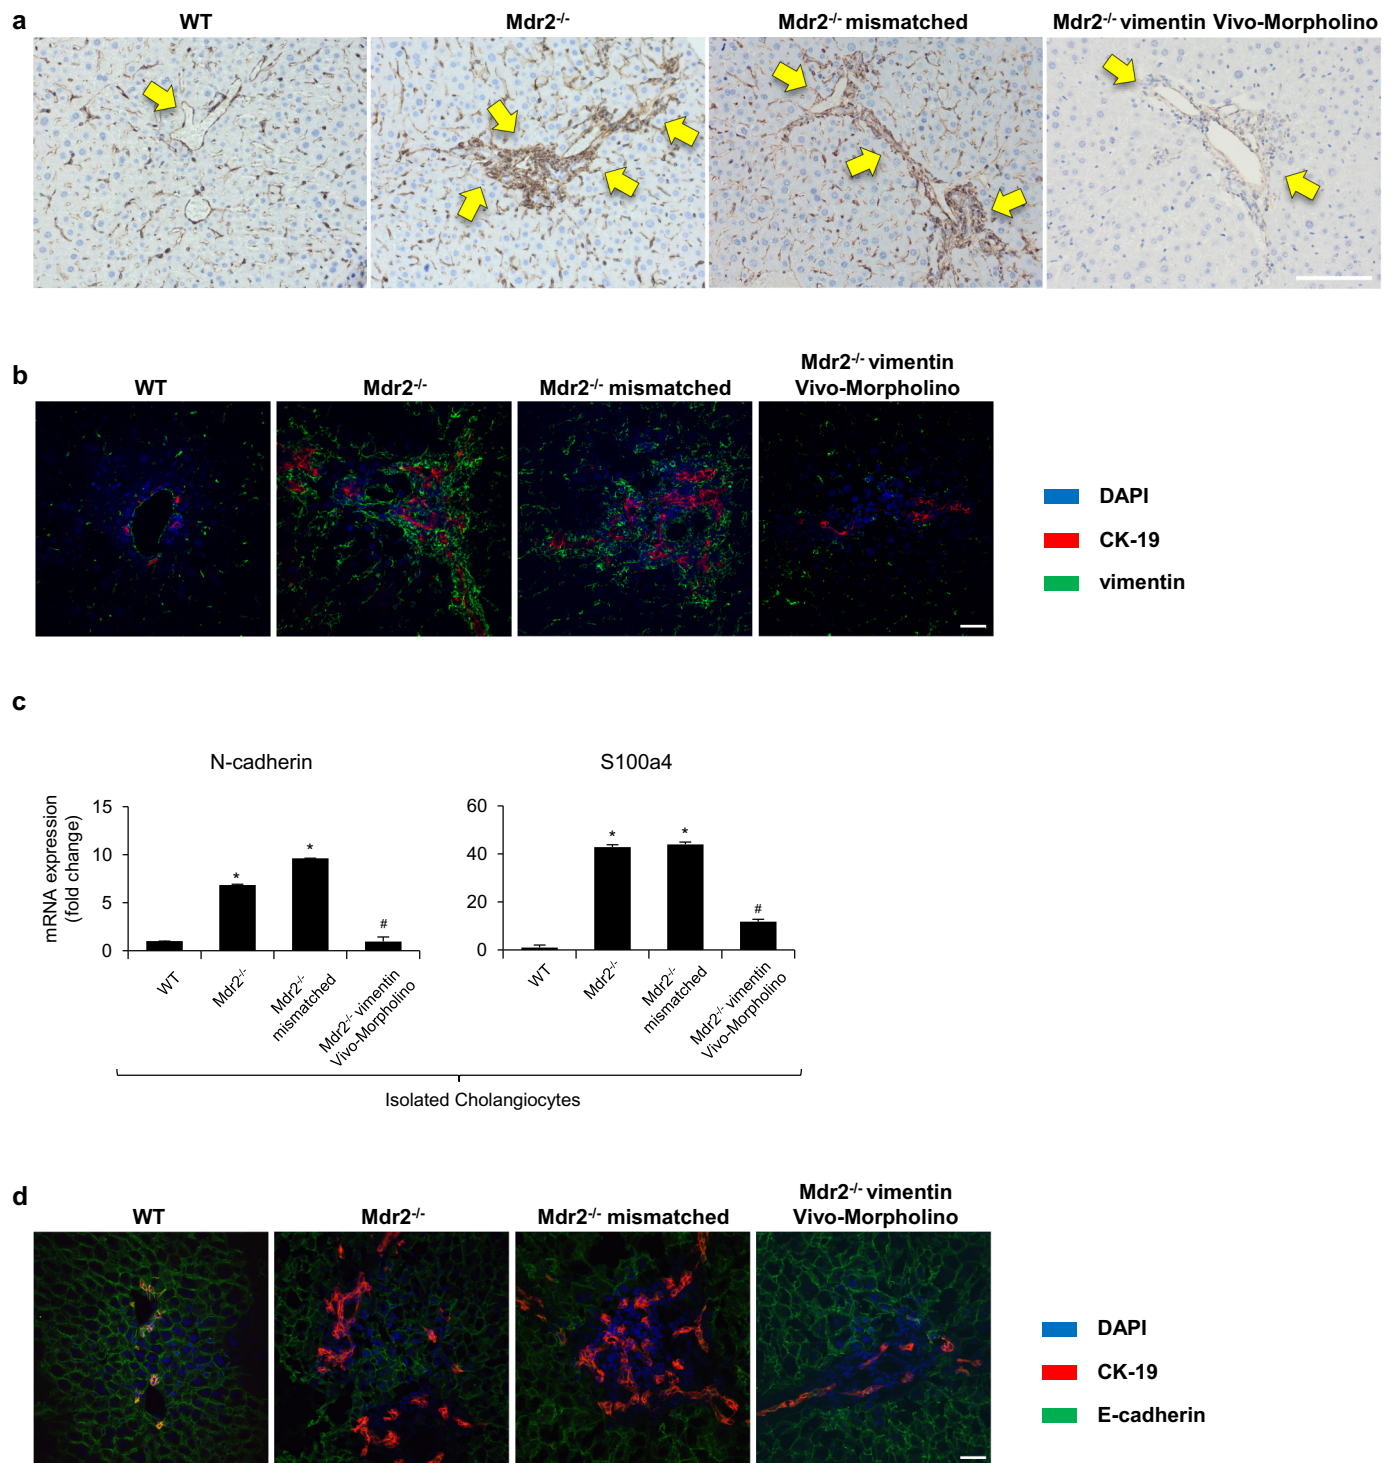 a
WT
Mdr2-/-
Mdr2-/- mismatched
Mdr2-/- vimentin Vivo-Morpholino
b
WT
Mdr2-/-
Mdr2-/- mismatched
Mdr2-/- vimentin
Vivo-Morpholino
DAPI
CK-19
vimentin
c
N-cadherin
mRNA expression
(fold change)
15
10
5
0
*
*
#
WT
Mdr2-/-
Mdr2-/-
mismatched
Mdr2-/- vimentin
Vivo-Morpholino
S100a4
60
40
20
0
*
*
#
WT
Mdr2-/-
Mdr2-/-
mismatched
Mdr2-/- vimentin
Vivo-Morpholino
Isolated Cholangiocytes
d
WT
Mdr2-/-
Mdr2-/- mismatched
Mdr2-/- vimentin
Vivo-Morpholino
DAPI
CK-19
E-cadherin